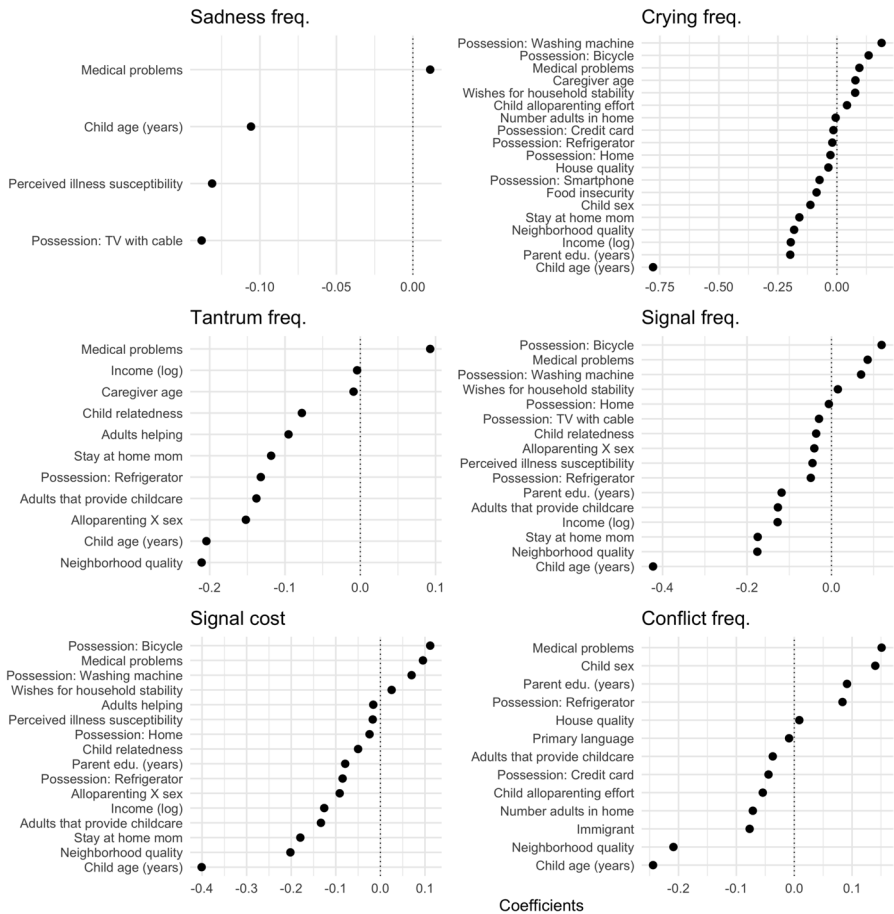 Sadness freq.
Medical problems
Child age (years)
Perceived illness susceptibility
Possession: TV with cable
-0.10 -0.05 0.00
Crying freq.
Possession: Washing machine
Possession: Bicycle
Medical problems
Caregiver age
Wishes for household stability
Child alloparenting effort
Number adults in home
Possession: Credit card
Possession: Refrigerator
Possession: Home
House quality
Possession: Smartphone
Food insecurity
Child sex
Stay at home mom
Neighborhood quality
Income (log)
Parent edu. (years)
Child age (years)
-0.75 -0.50 -0.25 0.00
Tantrum freq.
Medical problems
Income (log)
Caregiver age
Child relatedness
Adults helping
Stay at home mom
Possession: Refrigerator
Adults that provide childcare
Alloparenting X sex
Child age (years)
Neighborhood quality
-0.2 -0.1 0.0 0.1
Signal freq.
Possession: Bicycle
Medical problems
Possession: Washing machine
Wishes for household stability
Possession: Home
Possession: TV with cable
Child relatedness
Alloparenting X sex
Perceived illness susceptibility
Possession: Refrigerator
Parent edu. (years)
Adults that provide childcare
Income (log)
Stay at home mom
Neighborhood quality
Child age (years)
-0.4 -0.2 0.0
Signal cost
Possession: Bicycle
Medical problems
Possession: Washing machine
Wishes for household stability
Adults helping
Perceived illness susceptibility
Possession: Home
Child relatedness
Parent edu. (years)
Possession: Refrigerator
Alloparenting X sex
Income (log)
Adults that provide childcare
Stay at home mom
Neighborhood quality
Child age (years)
-0.4 -0.3 -0.2 -0.1 0.0 0.1
Conflict freq.
Medical problems
Child sex
Parent edu. (years)
Possession: Refrigerator
House quality
Primary language
Adults that provide childcare
Possession: Credit card
Child alloparenting effort
Number adults in home
Immigrant
Neighborhood quality
Child age (years)
-0.2 -0.1 0.0 0.1
Coefficients